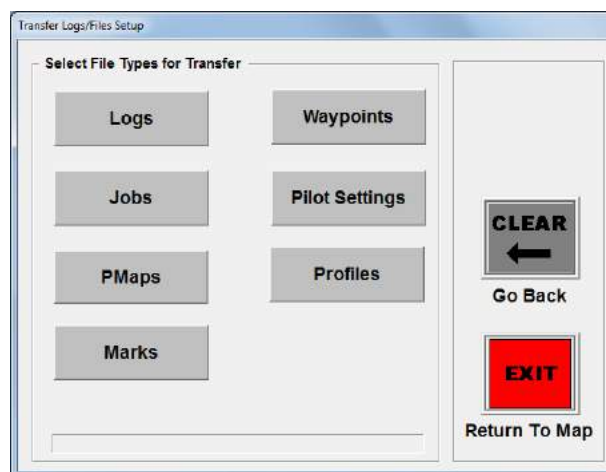 Transfer Logs/Files Setup
Select File Types for Transfer
Logs
Waypoints
Jobs
Pilot Settings
PMaps
Profiles
Marks
CLEAR
Go Back
EXIT
Return To Map